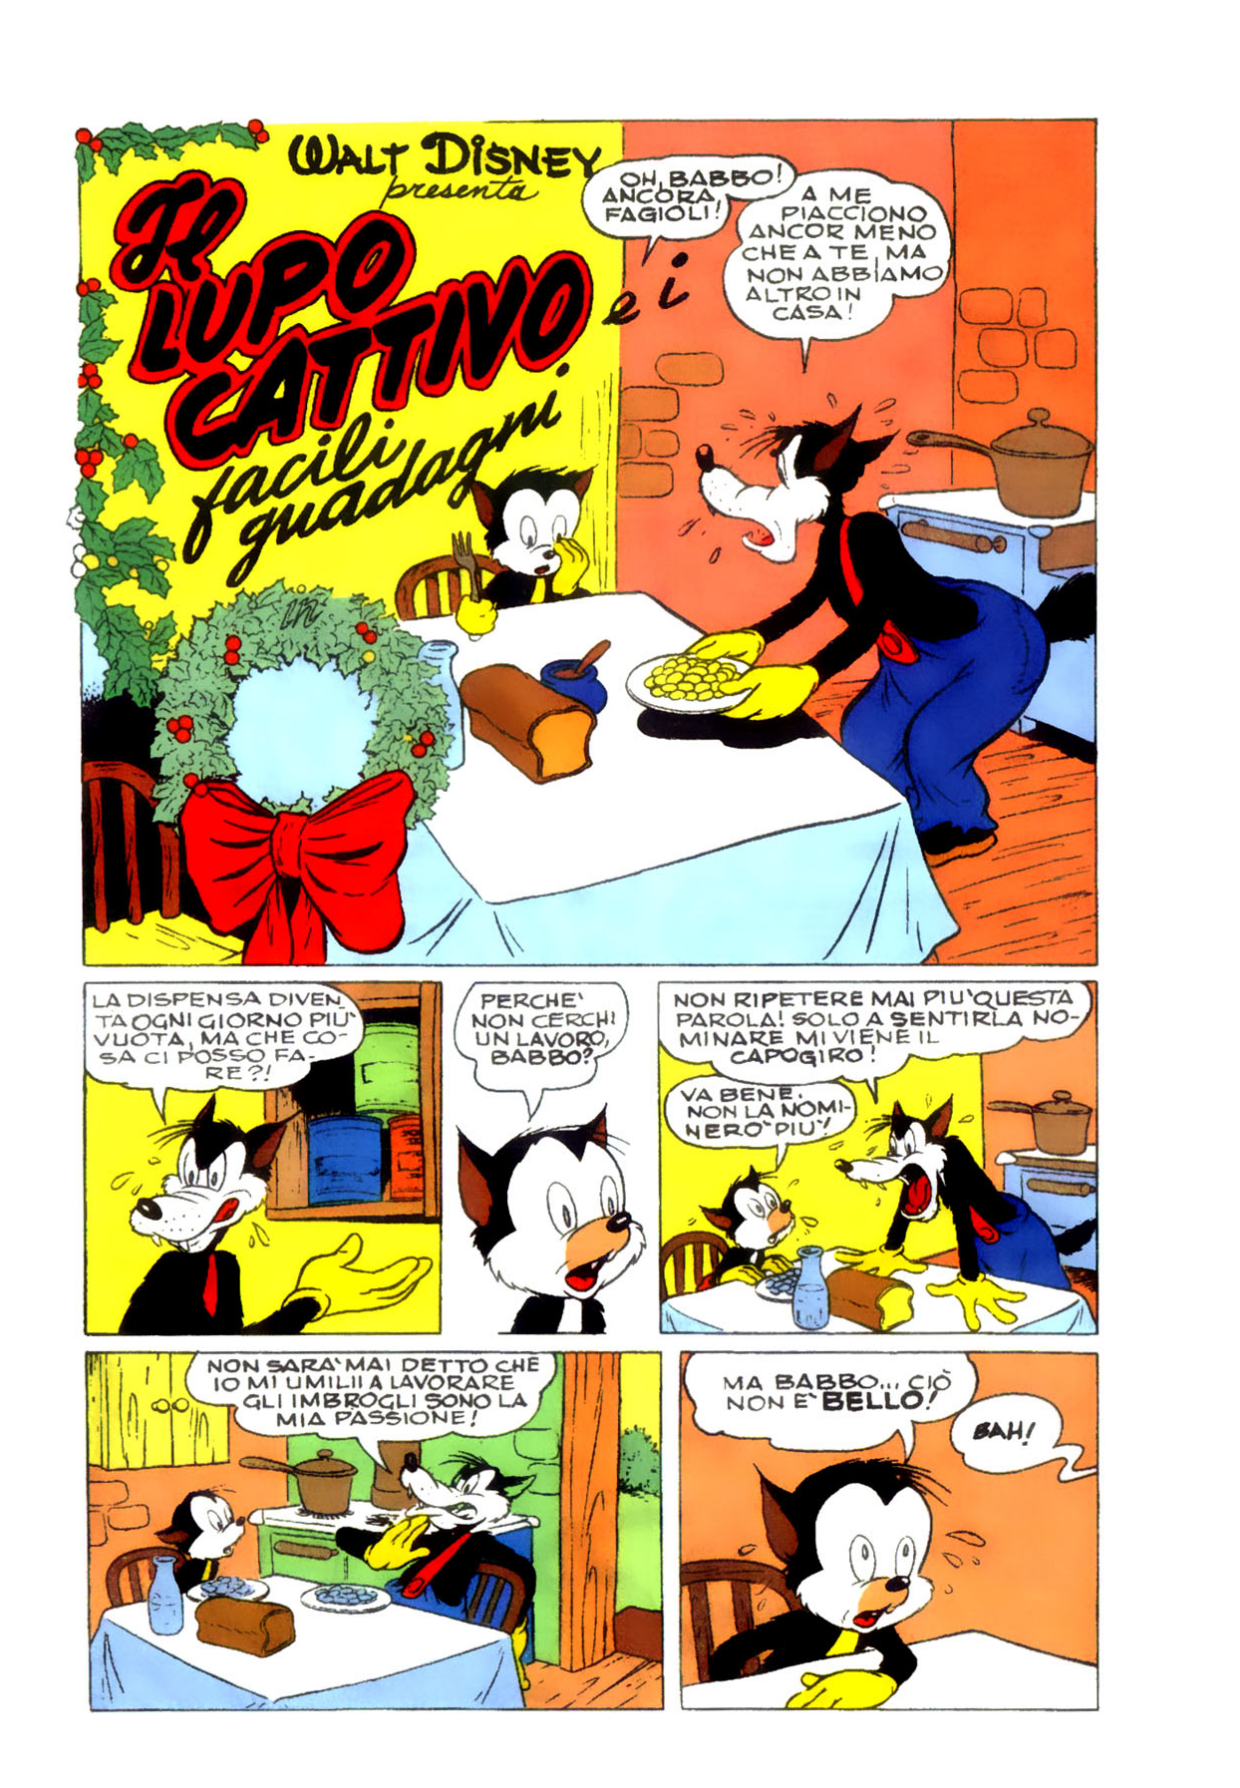 WALT DISNEY
presenta
Il
LUPO
CATTIVO
e i
facili
guadagni
in
OH, BABBO!
ANCORA
FAGIOLI!
A ME
PIACCIONO
ANCOR MENO
CHE A TE, MA
NON ABBIAMO
ALTRO IN
CASA!
LA DISPENSA DIVEN
TA OGNI GIORNO PIU'
VUOTA, MA CHE CO-
SA CI POSSO FA-
RE?!
PERCHE'
NON CERCHI
UN LAVORO,
BABBO?
NON RIPETERE MAI PIU' QUESTA
PAROLA! SOLO A SENTIRLA NO-
MINARE MI VIENE IL
CAPOGIRO!
VA BENE.
NON LA NOMI-
NERO' PIU'!
NON SARA' MAI DETTO CHE
IO MI UMILII A LAVORARE
GLI IMBROGLI SONO LA
MIA PASSIONE!
MA BABBO... CIÒ
NON E' BELLO!
BAH!